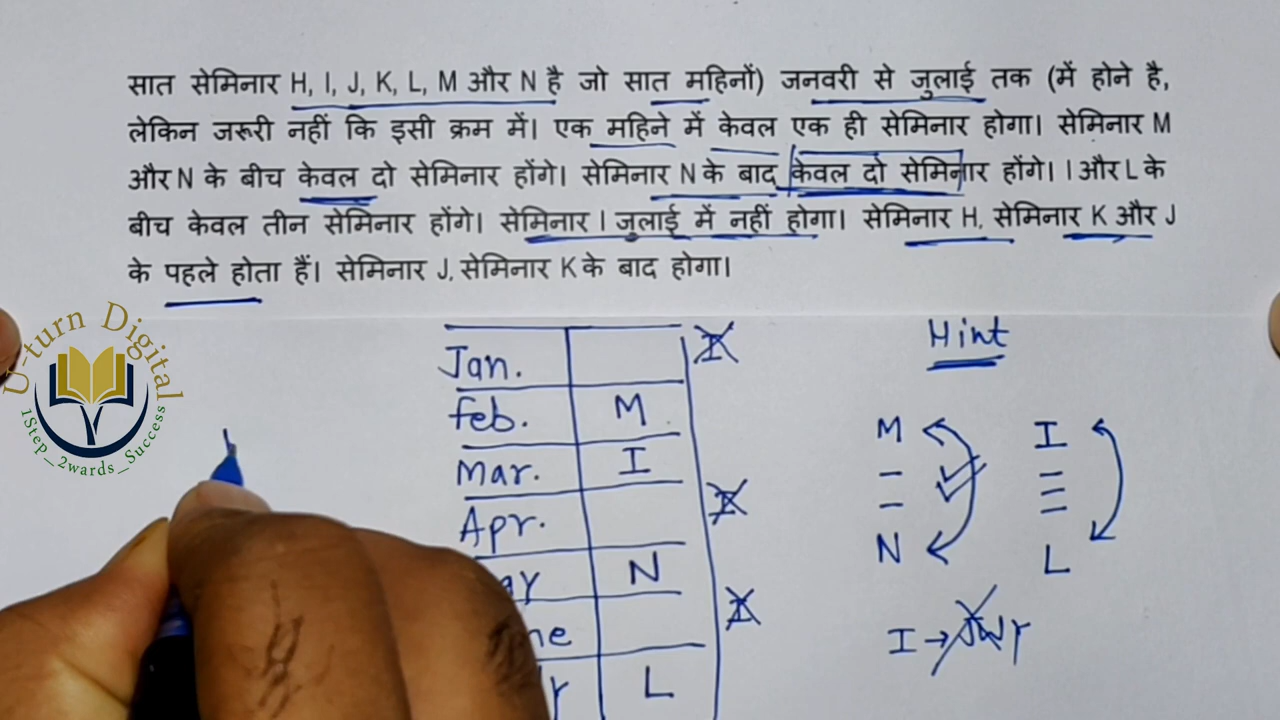 सात सेमिनार H, I, J, K, L, M और N है जो सात महिनों) जनवरी से जुलाई तक (में होने है,
लेकिन जरूरी नहीं कि इसी क्रम में। एक महिने में केवल एक ही सेमिनार होगा। सेमिनार M
और N के बीच केवल दो सेमिनार होंगे। सेमिनार N के बाद केवल दो सेमिनार होंगे। I और L के
बीच केवल तीन सेमिनार होंगे। सेमिनार I जुलाई में नहीं होगा। सेमिनार H, सेमिनार K और J
के पहले होता हैं। सेमिनार J, सेमिनार K के बाद होगा।
U-turn Digital
1Step_2wards_Success
Jan. I
feb. M
Mar. I
Apr. I
N
I
L
Hint
M I
N L
I →